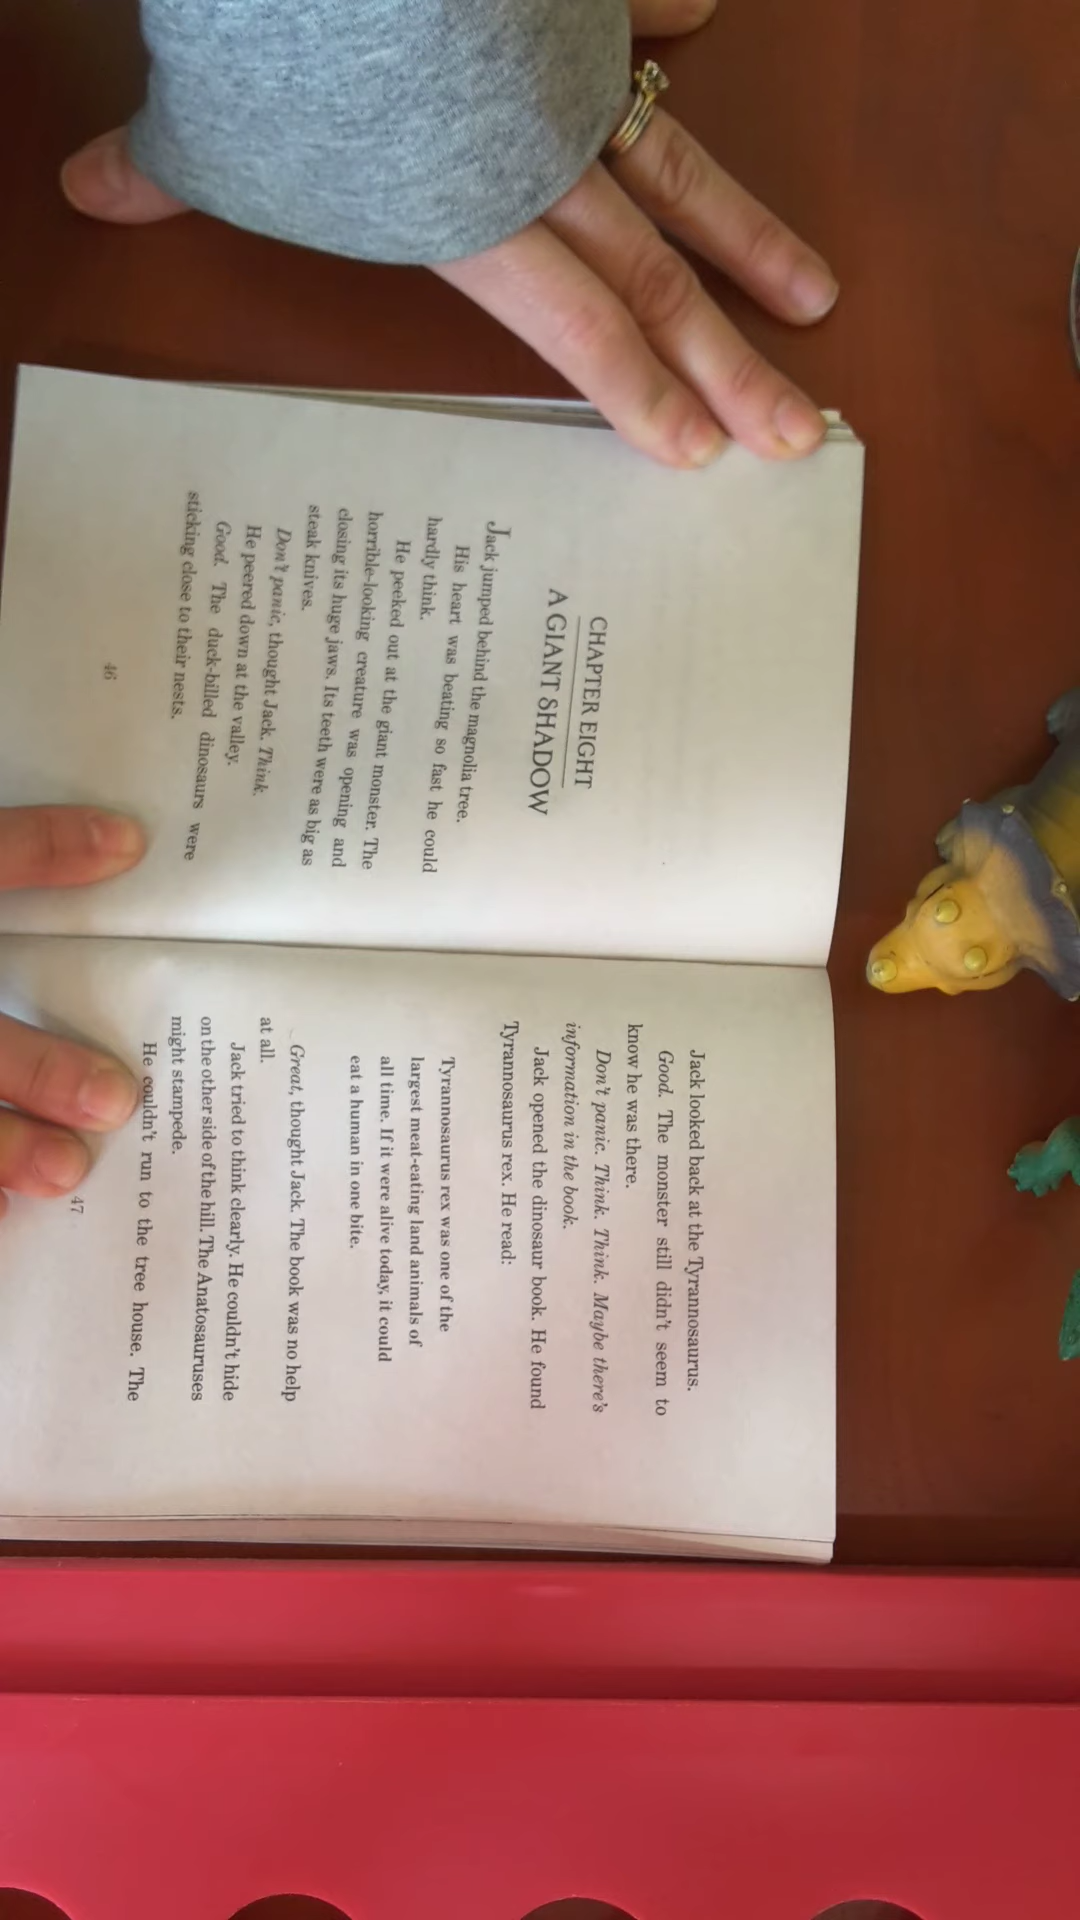 CHAPTER EIGHT
A GIANT SHADOW
Jack jumped behind the magnolia tree.
His heart was beating so fast he could
hardly think.
He peeked out at the giant monster. The
horrible-looking creature was opening and
closing its huge jaws. Its teeth were as big as
steak knives.
Don't panic, thought Jack. Think.
He peered down at the valley.
Good. The duck-billed dinosaurs were
sticking close to their nests.
46
Jack looked back at the Tyrannosaurus.
Good. The monster still didn't seem to
know he was there.
Don't panic. Think. Think. Maybe there's
information in the book.
Jack opened the dinosaur book. He found
Tyrannosaurus rex. He read:
Tyrannosaurus rex was one of the
largest meat-eating land animals of
all time. If it were alive today, it could
eat a human in one bite.
Great, thought Jack. The book was no help
at all.
Jack tried to think clearly. He couldn't hide
on the other side of the hill. The Anatosauruses
might stampede.
He couldn't run to the tree house. The
47